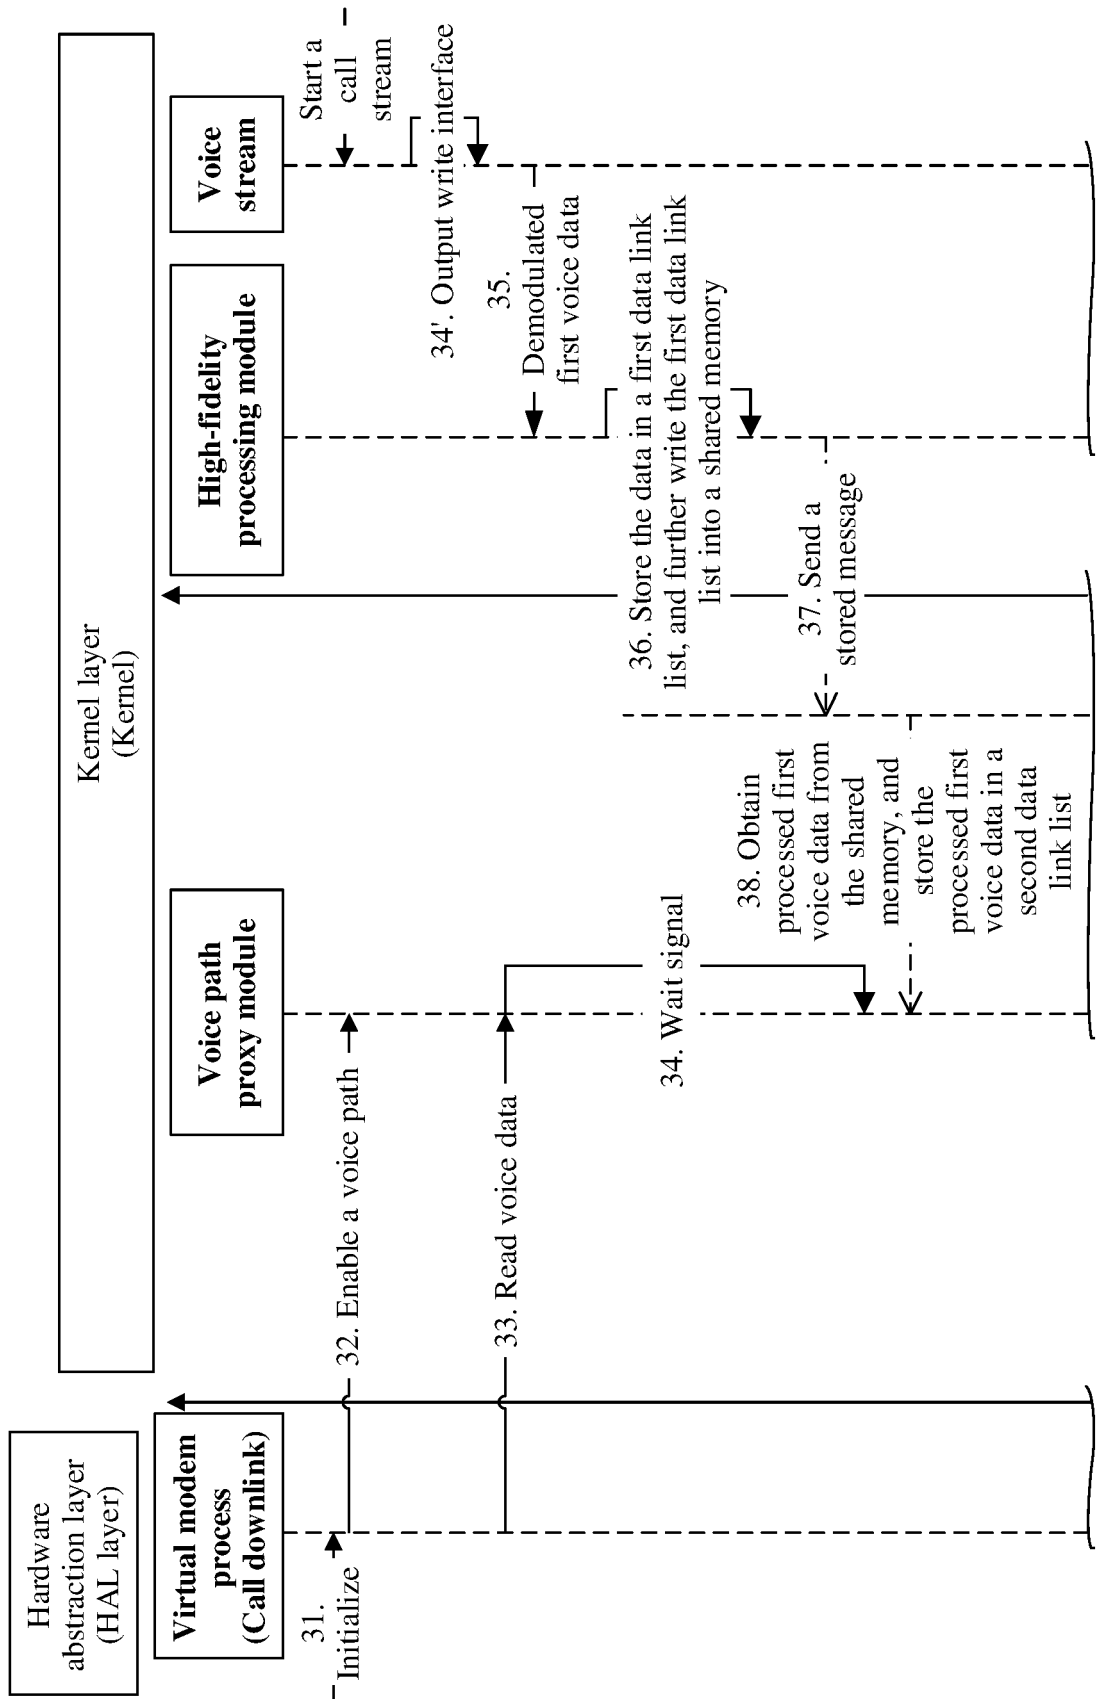 Hardware
abstraction layer
(HAL layer)
Kernel layer
(Kernel)
Virtual modem
process
(Call downlink)
Voice path
proxy module
High-fidelity
processing module
Voice
stream
31.
Initialize
32. Enable a voice path
Start a
call
stream
33. Read voice data
34'. Output write interface
35.
Demodulated
first voice data
34. Wait signal
36. Store the data in a first data link
list, and further write the first data link
list into a shared memory
37. Send a
stored message
38. Obtain
processed first
voice data from
the shared
memory, and
store the
processed first
voice data in a
second data
link list